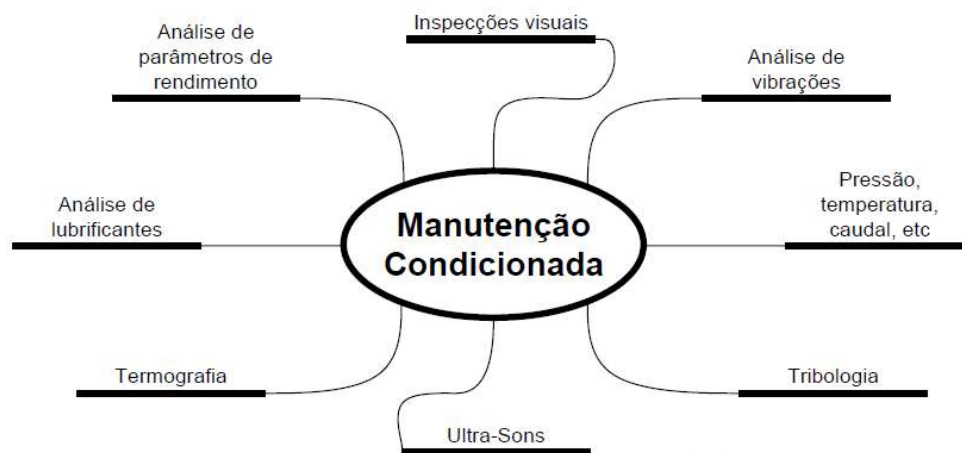 Inspecções visuais
Análise de
parâmetros de
rendimento
Análise de
vibrações
Análise de
lubrificantes
Manutenção
Condicionada
Pressão,
temperatura,
caudal, etc
Termografia
Tribologia
Ultra-Sons